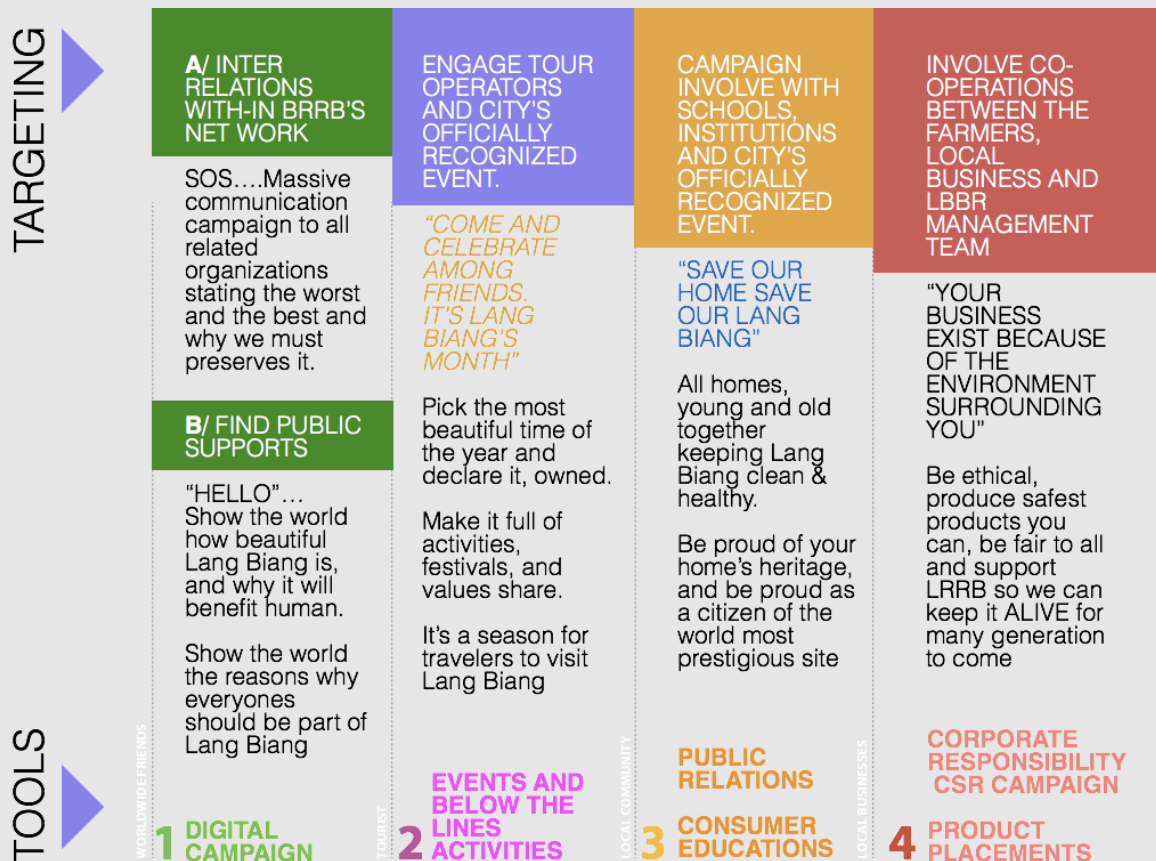 TARGETING
A/ INTER
RELATIONS
WITH-IN BRRB'S
NET WORK
SOS....Massive
communication
campaign to all
related
organizations
stating the worst
and the best and
why we must
preserves it.
B/ FIND PUBLIC
SUPPORTS
“HELLO”...
Show the world
how beautiful
Lang Biang is,
and why it will
benefit human.
Show the world
the reasons why
everyones
should be part of
Lang Biang
WORLDWIDE FRIENDS
1 DIGITAL
CAMPAIGN
ENGAGE TOUR
OPERATORS
AND CITY'S
OFFICIALLY
RECOGNIZED
EVENT.
“COME AND
CELEBRATE
AMONG
FRIENDS.
IT'S LANG
BIANG'S
MONTH”
Pick the most
beautiful time of
the year and
declare it, owned.
Make it full of
activities,
festivals, and
values share.
It's a season for
travelers to visit
Lang Biang
TOURIST
EVENTS AND
BELOW THE
LINES
2 ACTIVITIES
CAMPAIGN
INVOLVE WITH
SCHOOLS,
INSTITUTIONS
AND CITY'S
OFFICIALLY
RECOGNIZED
EVENT.
“SAVE OUR
HOME SAVE
OUR LANG
BIANG”
All homes,
young and old
together
keeping Lang
Biang clean &
healthy.
Be proud of your
home's heritage,
and be proud as
a citizen of the
world most
prestigious site
LOCAL COMMUNITY
PUBLIC
RELATIONS
3 CONSUMER
EDUCATIONS
INVOLVE CO-
OPERATIONS
BETWEEN THE
FARMERS,
LOCAL
BUSINESS AND
LBBR
MANAGEMENT
TEAM
“YOUR
BUSINESS
EXIST BECAUSE
OF THE
ENVIRONMENT
SURROUNDING
YOU”
Be ethical,
produce safest
products you
can, be fair to all
and support
LRRB so we can
keep it ALIVE for
many generation
to come
LOCAL BUSINESSES
CORPORATE
RESPONSIBILITY
CSR CAMPAIGN
4 PRODUCT
PLACEMENTS
TOOLS